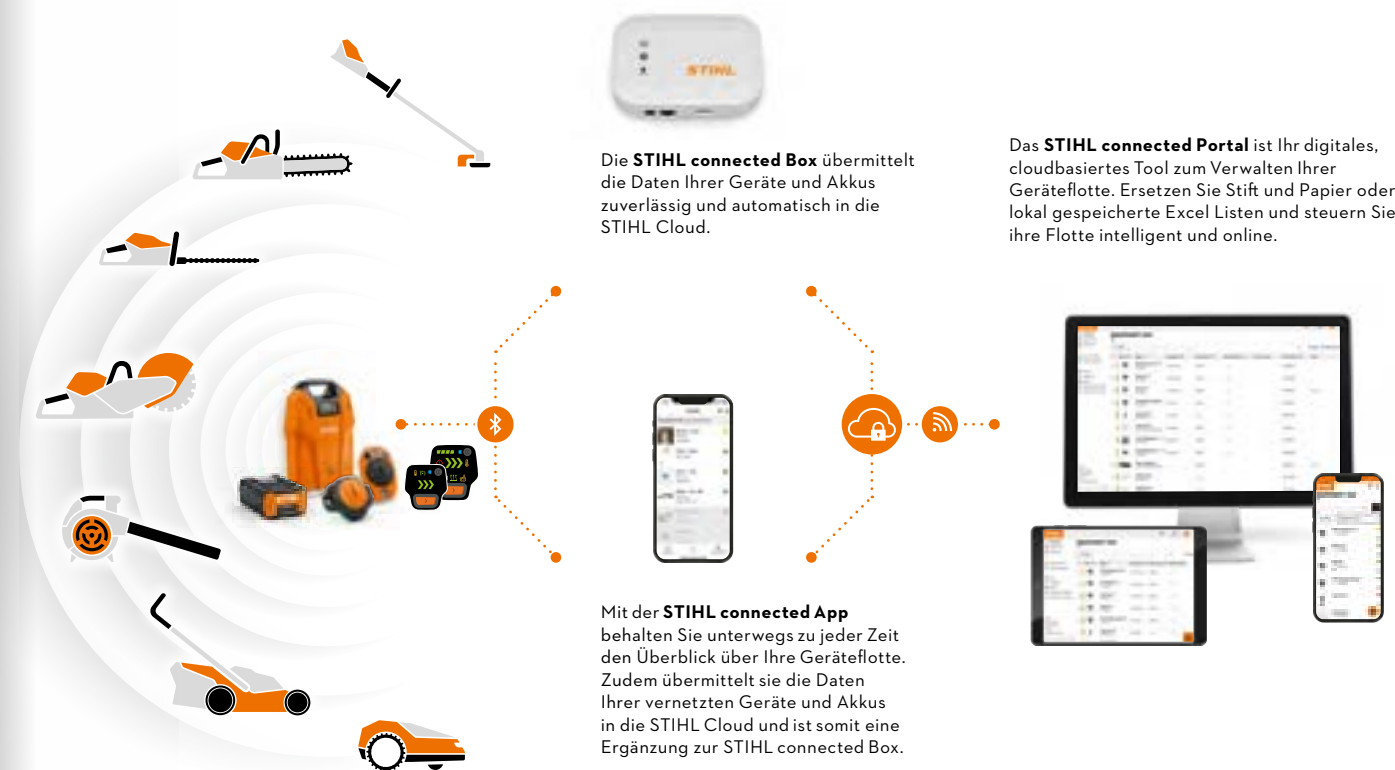 STIHL
Die STIHL connected Box übermittelt
die Daten Ihrer Geräte und Akkus
zuverlässig und automatisch in die
STIHL Cloud.
Das STIHL connected Portal ist Ihr digitales,
cloudbasiertes Tool zum Verwalten Ihrer
Geräteflotte. Ersetzen Sie Stift und Papier oder
lokal gespeicherte Excel Listen und steuern Sie
ihre Flotte intelligent und online.
Mit der STIHL connected App
behalten Sie unterwegs zu jeder Zeit
den Überblick über Ihre Geräteflotte.
Zudem übermittelt sie die Daten
Ihrer vernetzten Geräte und Akkus
in die STIHL Cloud und ist somit eine
Ergänzung zur STIHL connected Box.